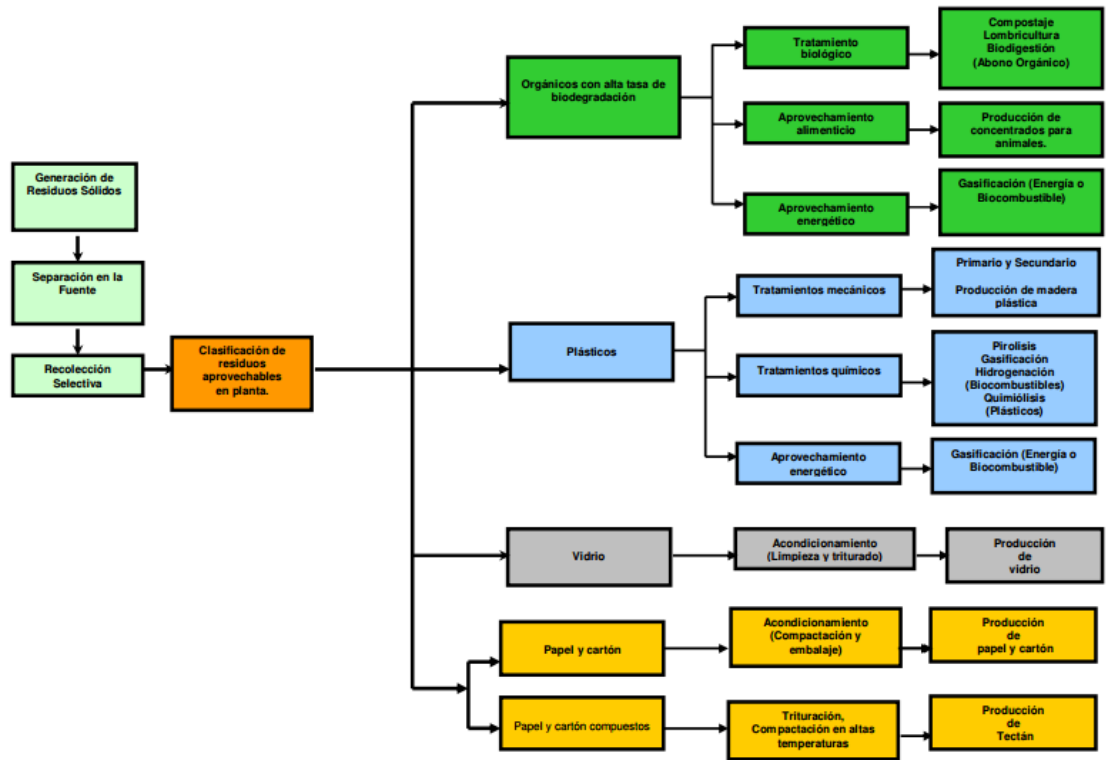 Generación de
Residuos Sólidos
Separación en la
Fuente
Recolección
Selectiva
Clasificación de
residuos
aprovechables
en planta.
Orgánicos con alta tasa de
biodegradación
Tratamiento
biológico
Compostaje
Lombricultura
Biodigestión
(Abono Orgánico)
Aprovechamiento
alimenticio
Producción de
concentrados para
animales.
Aprovechamiento
energético
Gasificación (Energía o
Biocombustible)
Plásticos
Tratamientos mecánicos
Primario y Secundario
Producción de madera
plástica
Tratamientos químicos
Pirolisis
Gasificación
Hidrogenación
(Biocombustibles)
Quimiólisis
(Plásticos)
Aprovechamiento
energético
Gasificación (Energía o
Biocombustible)
Vidrio
Acondicionamiento
(Limpieza y triturado)
Producción
de
vidrio
Papel y cartón
Acondicionamiento
(Compactación y
embalaje)
Producción
de
papel y cartón
Papel y cartón compuestos
Trituración,
Compactación en altas
temperaturas
Producción
de
Tectán